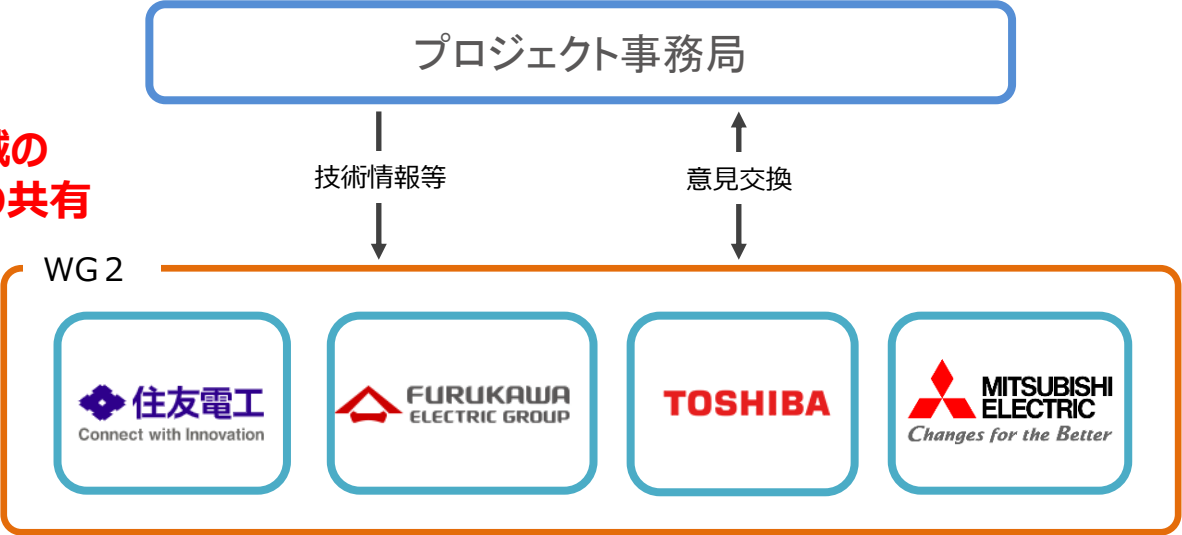 プロジェクト事務局
域の
の共有
技術情報等
意見交換
WG２
住友電工
Connect with Innovation
FURUKAWA
ELECTRIC GROUP
TOSHIBA
MITSUBISHI
ELECTRIC
Changes for the Better